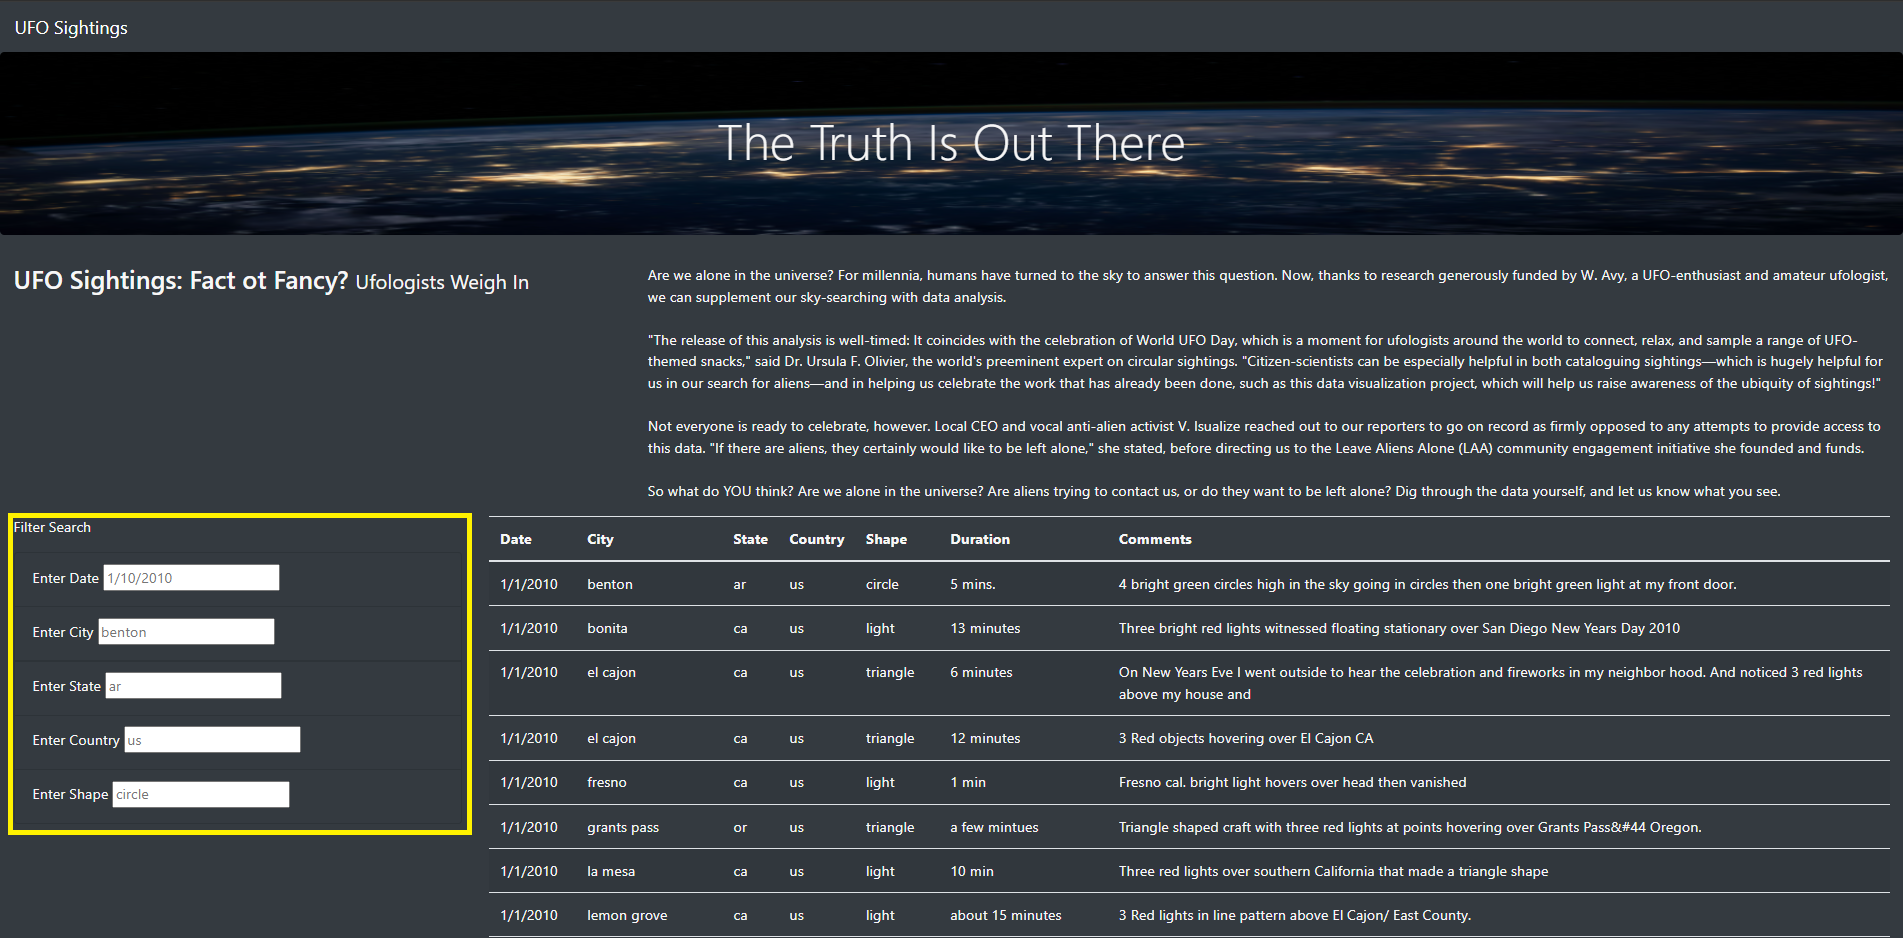 UFO Sightings
The Truth Is Out There
UFO Sightings: Fact ot Fancy? Ufologists Weigh In
Are we alone in the universe? For millennia, humans have turned to the sky to answer this question. Now, thanks to research generously funded by W. Avy, a UFO-enthusiast and amateur ufologist,
we can supplement our sky-searching with data analysis.
"The release of this analysis is well-timed: It coincides with the celebration of World UFO Day, which is a moment for ufologists around the world to connect, relax, and sample a range of UFO-
themed snacks," said Dr. Ursula F. Olivier, the world's preeminent expert on circular sightings. "Citizen-scientists can be especially helpful in both cataloguing sightings—which is hugely helpful for
us in our search for aliens—and in helping us celebrate the work that has already been done, such as this data visualization project, which will help us raise awareness of the ubiquity of sightings!"
Not everyone is ready to celebrate, however. Local CEO and vocal anti-alien activist V. Isualize reached out to our reporters to go on record as firmly opposed to any attempts to provide access to
this data. "If there are aliens, they certainly would like to be left alone," she stated, before directing us to the Leave Aliens Alone (LAA) community engagement initiative she founded and funds.
So what do YOU think? Are we alone in the universe? Are aliens trying to contact us, or do they want to be left alone? Dig through the data yourself, and let us know what you see.
Filter Search
Enter Date 1/10/2010
Enter City benton
Enter State ar
Enter Country us
Enter Shape circle
Date City State Country Shape Duration Comments
1/1/2010 benton ar us circle 5 mins. 4 bright green circles high in the sky going in circles then one bright green light at my front door.
1/1/2010 bonita ca us light 13 minutes Three bright red lights witnessed floating stationary over San Diego New Years Day 2010
1/1/2010 el cajon ca us triangle 6 minutes On New Years Eve I went outside to hear the celebration and fireworks in my neighbor hood. And noticed 3 red lights
above my house and
1/1/2010 el cajon ca us triangle 12 minutes 3 Red objects hovering over El Cajon CA
1/1/2010 fresno ca us light 1 min Fresno cal. bright light hovers over head then vanished
1/1/2010 grants pass or us triangle a few mintues Triangle shaped craft with three red lights at points hovering over Grants Pass&#44 Oregon.
1/1/2010 la mesa ca us light 10 min Three red lights over southern California that made a triangle shape
1/1/2010 lemon grove ca us light about 15 minutes 3 Red lights in line pattern above El Cajon/ East County.